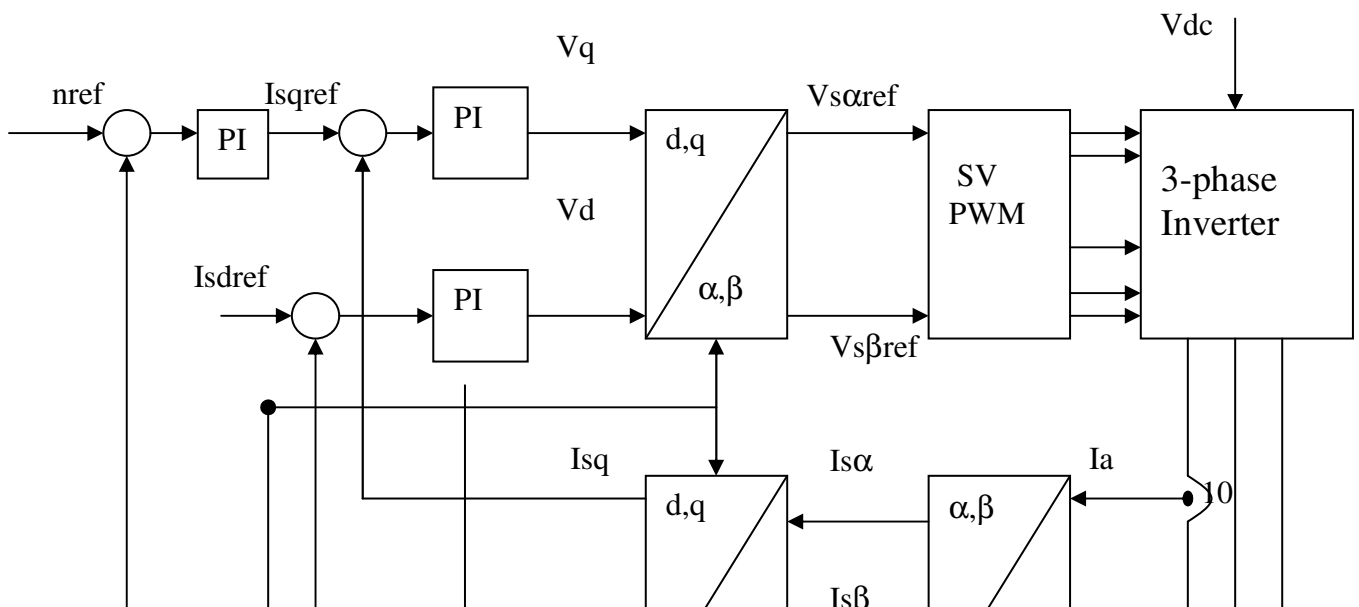 Vdc
Vq
nref
Isqref
PI
PI
Vsαref
d,q
SV
PWM
3-phase
Inverter
Vd
Isdref
PI
α,β
Vsβref
Isq
Isα
Ia
d,q
α,β
10
Isβ